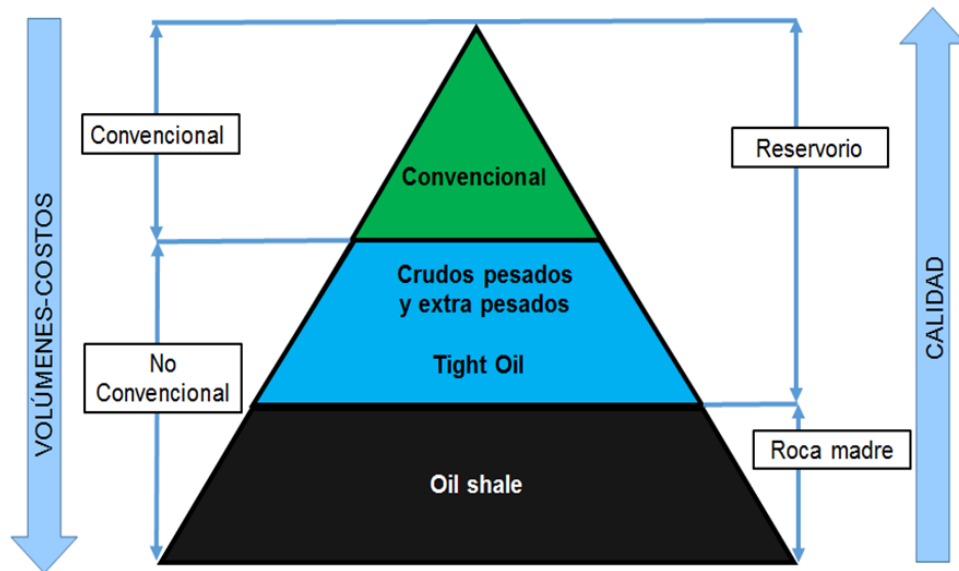 VOLÚMENES-COSTOS
Convencional
No
Convencional
Convencional
Crudos pesados
y extra pesados
Tight Oil
Oil shale
Reservorio
Roca madre
CALIDAD